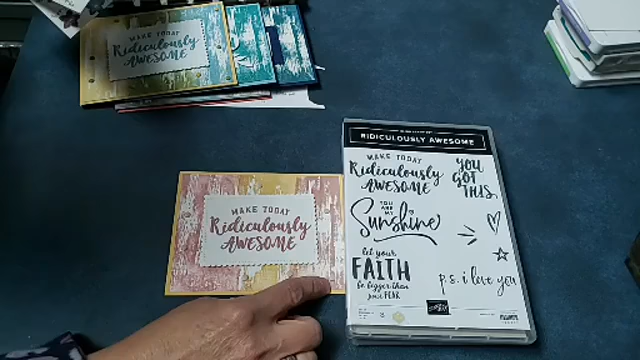 MAKE TODAY
Ridiculously
AWESOME
MAKE TODAY
Ridiculously
AWESOME
RIDICULOUSLY AWESOME
MAKE TODAY
Ridiculously
AWESOME
YOU
GOT
THIS
YOU
ARE
MY
Sunshine
let your
FAITH
be bigger than
your FEAR
p.s. i love you